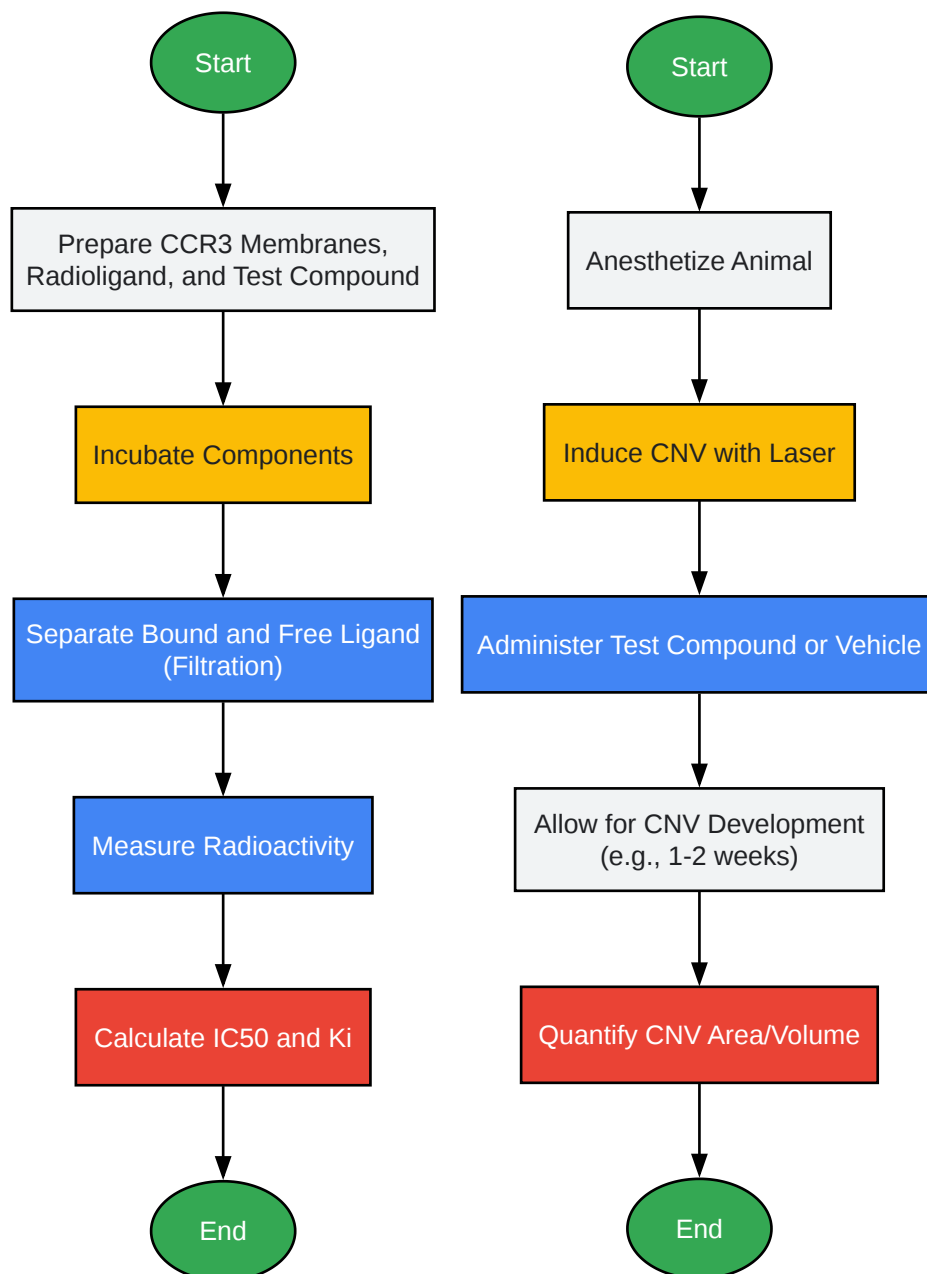 Start
Prepare CCR3 Membranes,
Radioligand, and Test Compound
Incubate Components
Separate Bound and Free Ligand
(Filtration)
Measure Radioactivity
Calculate IC50 and Ki
End
Start
Anesthetize Animal
Induce CNV with Laser
Administer Test Compound or Vehicle
Allow for CNV Development
(e.g., 1-2 weeks)
Quantify CNV Area/Volume
End